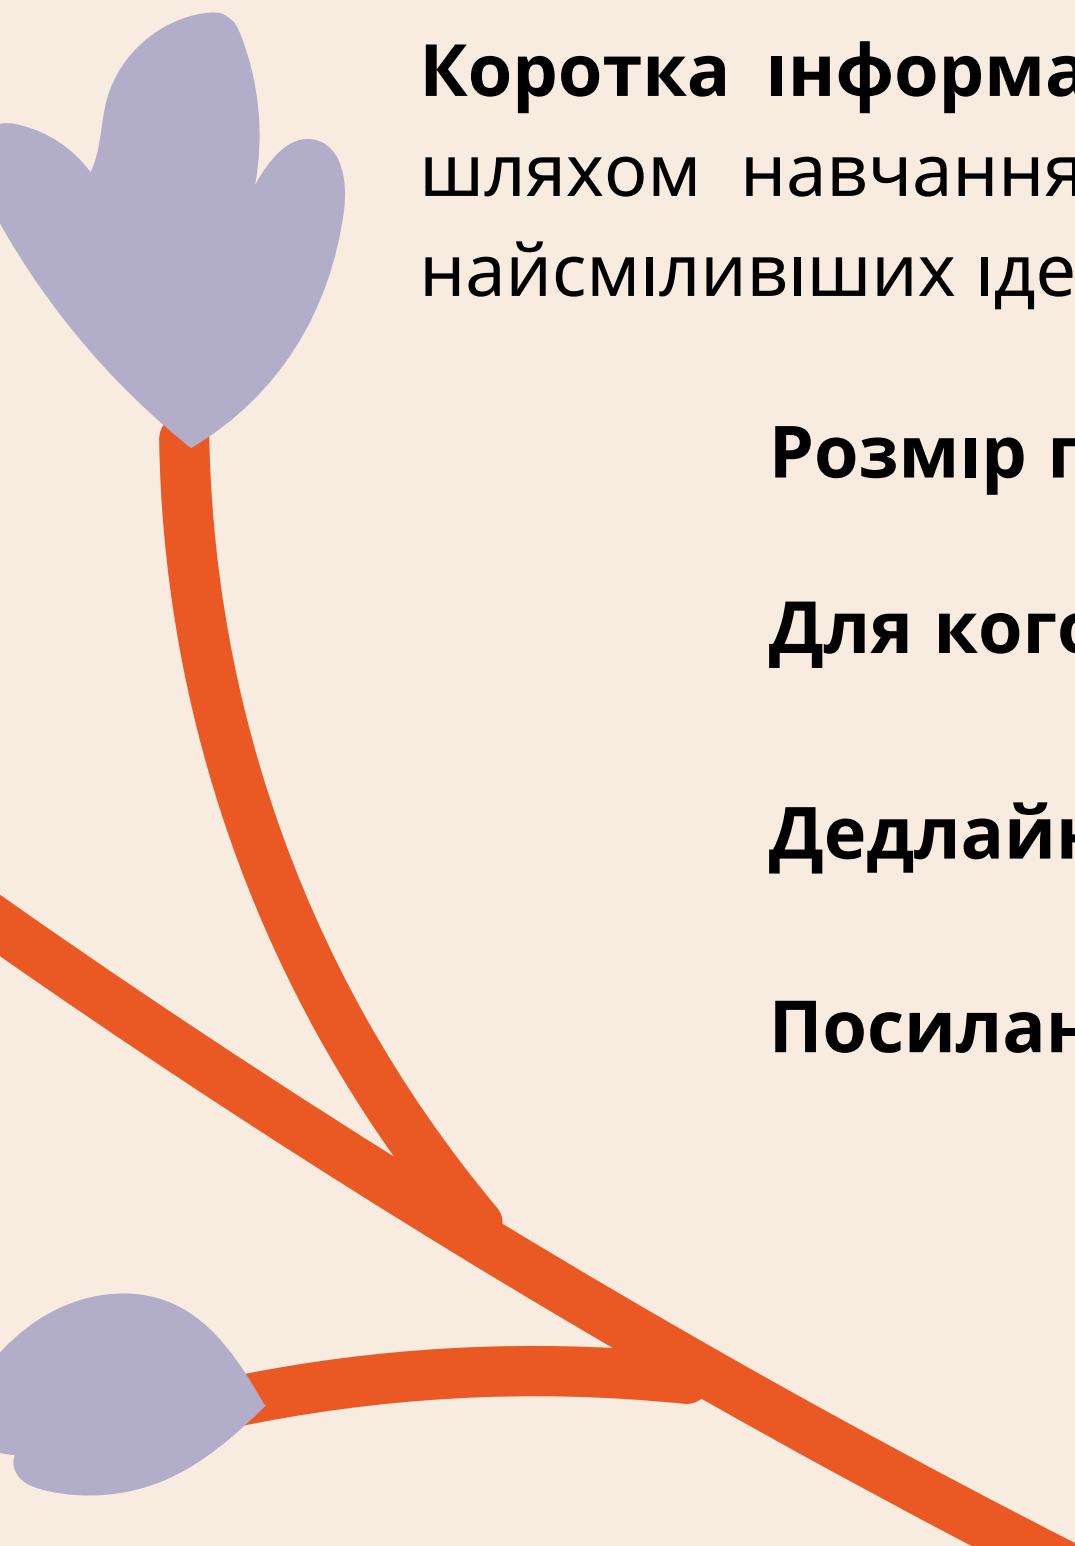 Коротка інформа
шляхом навчання
найсміливіших іде
Розмір г
Для кого
Дедлайн
Посилан